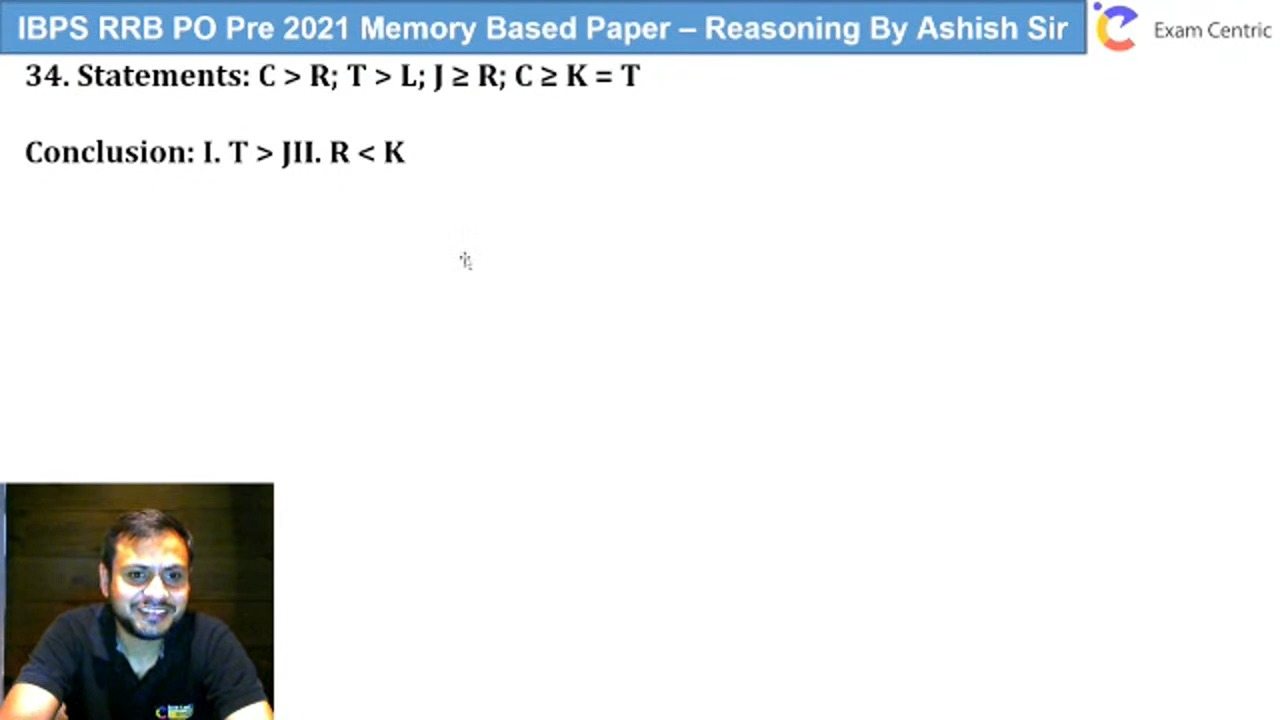 IBPS RRB PO Pre 2021 Memory Based Paper – Reasoning By Ashish Sir
Exam Centric
34. Statements: C > R; T > L; J ≥ R; C ≥ K = T
Conclusion: I. T > JII. R < K